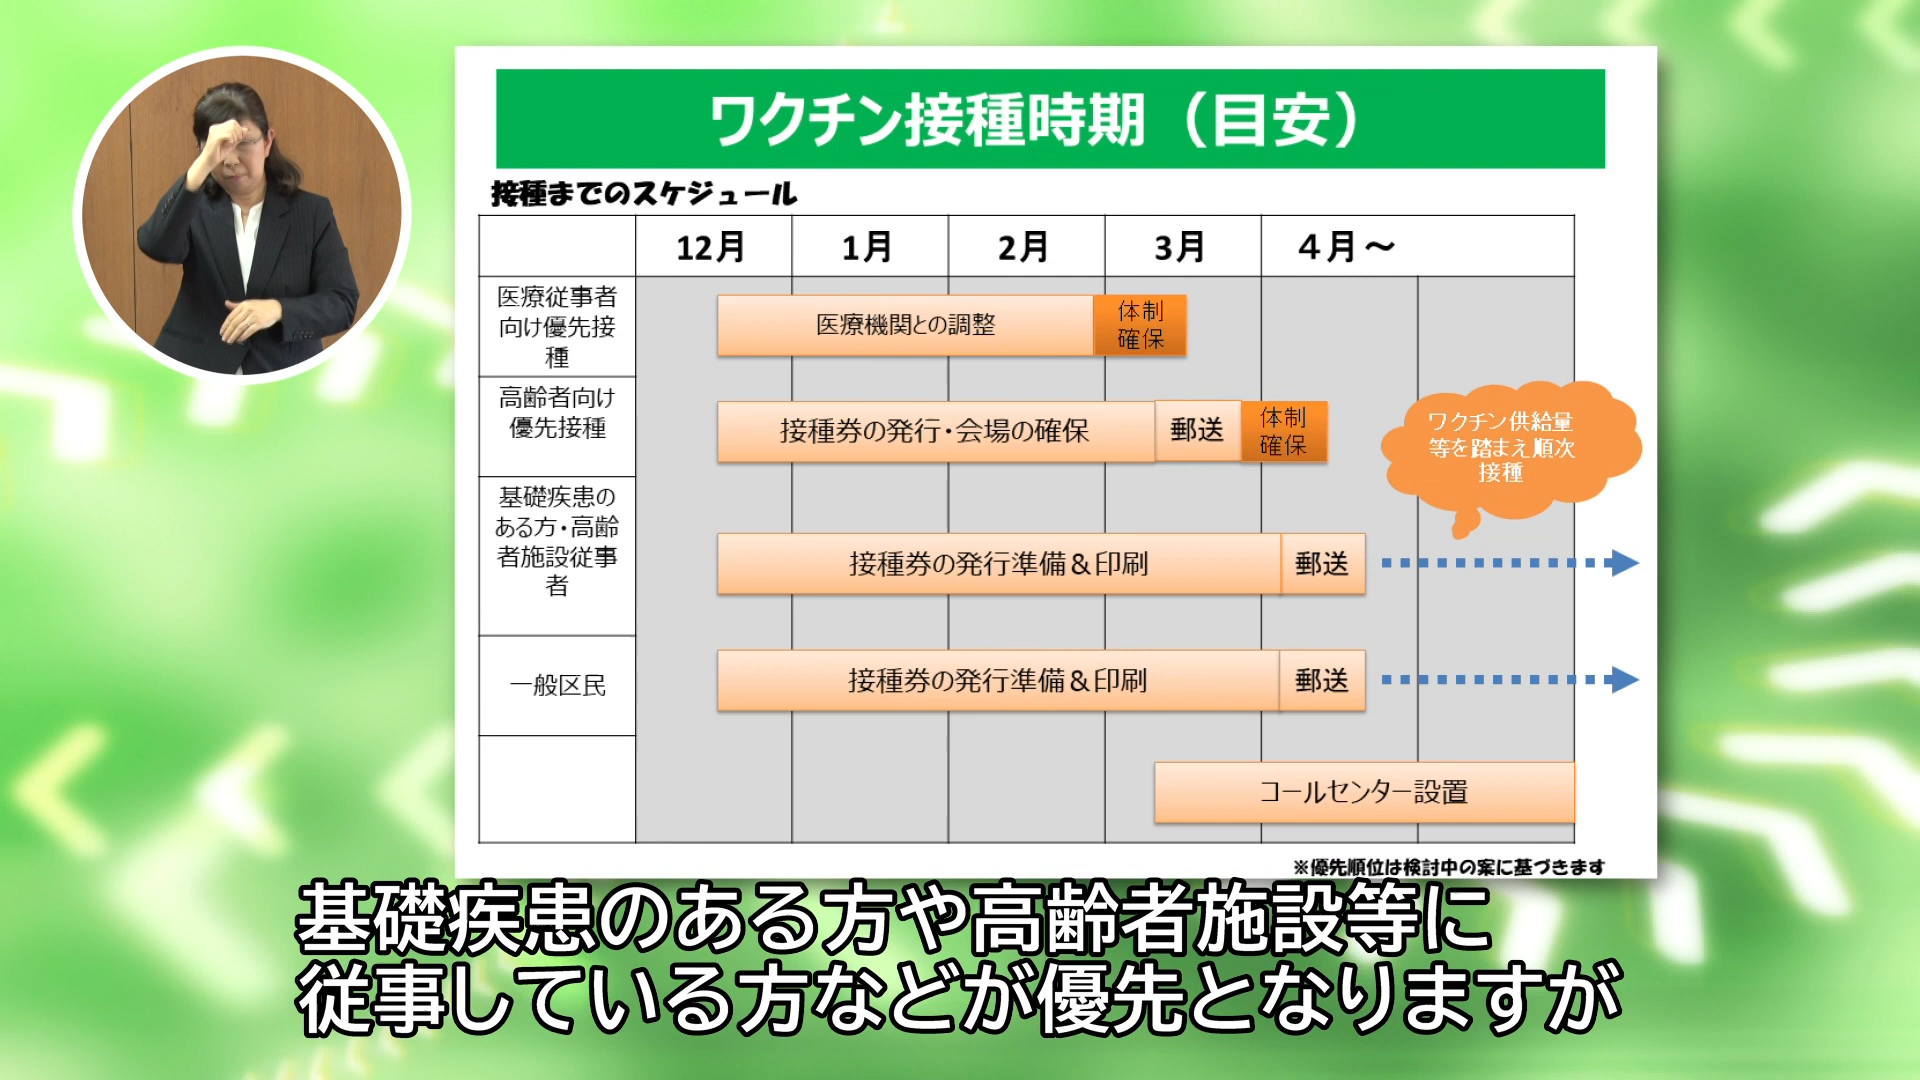 ワクチン接種時期（目安）
接種までのスケジュール
12月 1月 2月 3月 4月～
医療従事者
向け優先接
種
医療機関との調整
体制
確保
高齢者向け
優先接種
接種券の発行・会場の確保
郵送
体制
確保
ワクチン供給量
等を踏まえ順次
接種
基礎疾患の
ある方・高齢
者施設従事
者
接種券の発行準備＆印刷
郵送
一般区民
接種券の発行準備＆印刷
郵送
コールセンター設置
※優先順位は検討中の案に基づきます
基礎疾患のある方や高齢者施設等に
従事している方などが優先となりますが